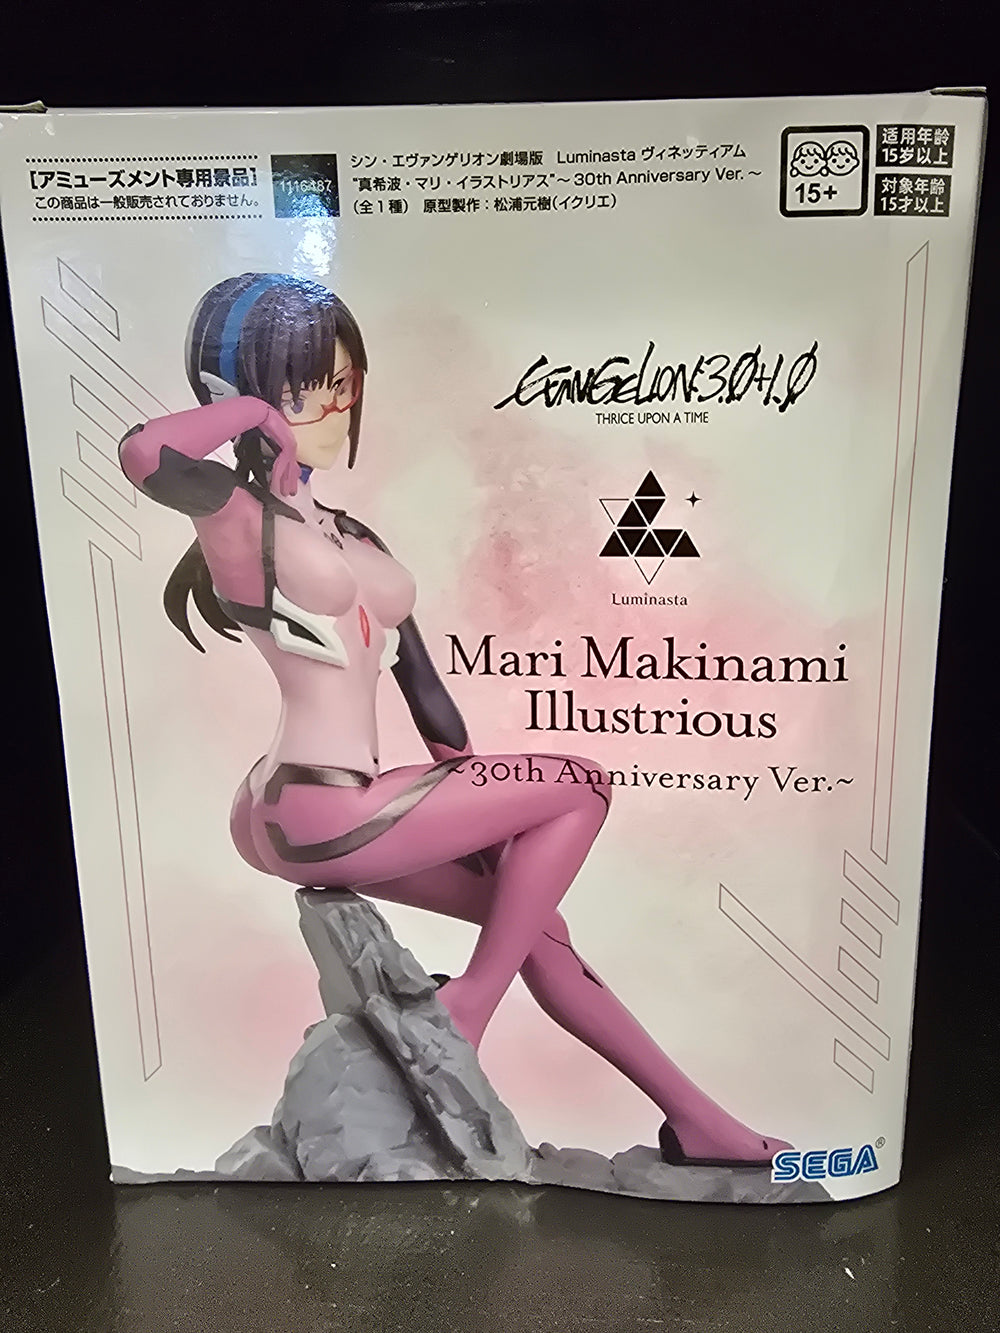 [アミューズメント専用景品]
この商品は一般販売されておりません。
1116487
シン・エヴァンゲリオン劇場版 Luminasta ヴィネッティアム
“真希波・マリ・イラストリアス”～30th Anniversary Ver.～
(全1種) 原型製作：松浦元樹(イクリエ)
15+
适用年龄
15岁以上
対象年齢
15才以上
EVANGELION:3.0+1.0
THRICE UPON A TIME
Luminasta
Mari Makinami
Illustrious
~30th Anniversary Ver.~
SEGA®